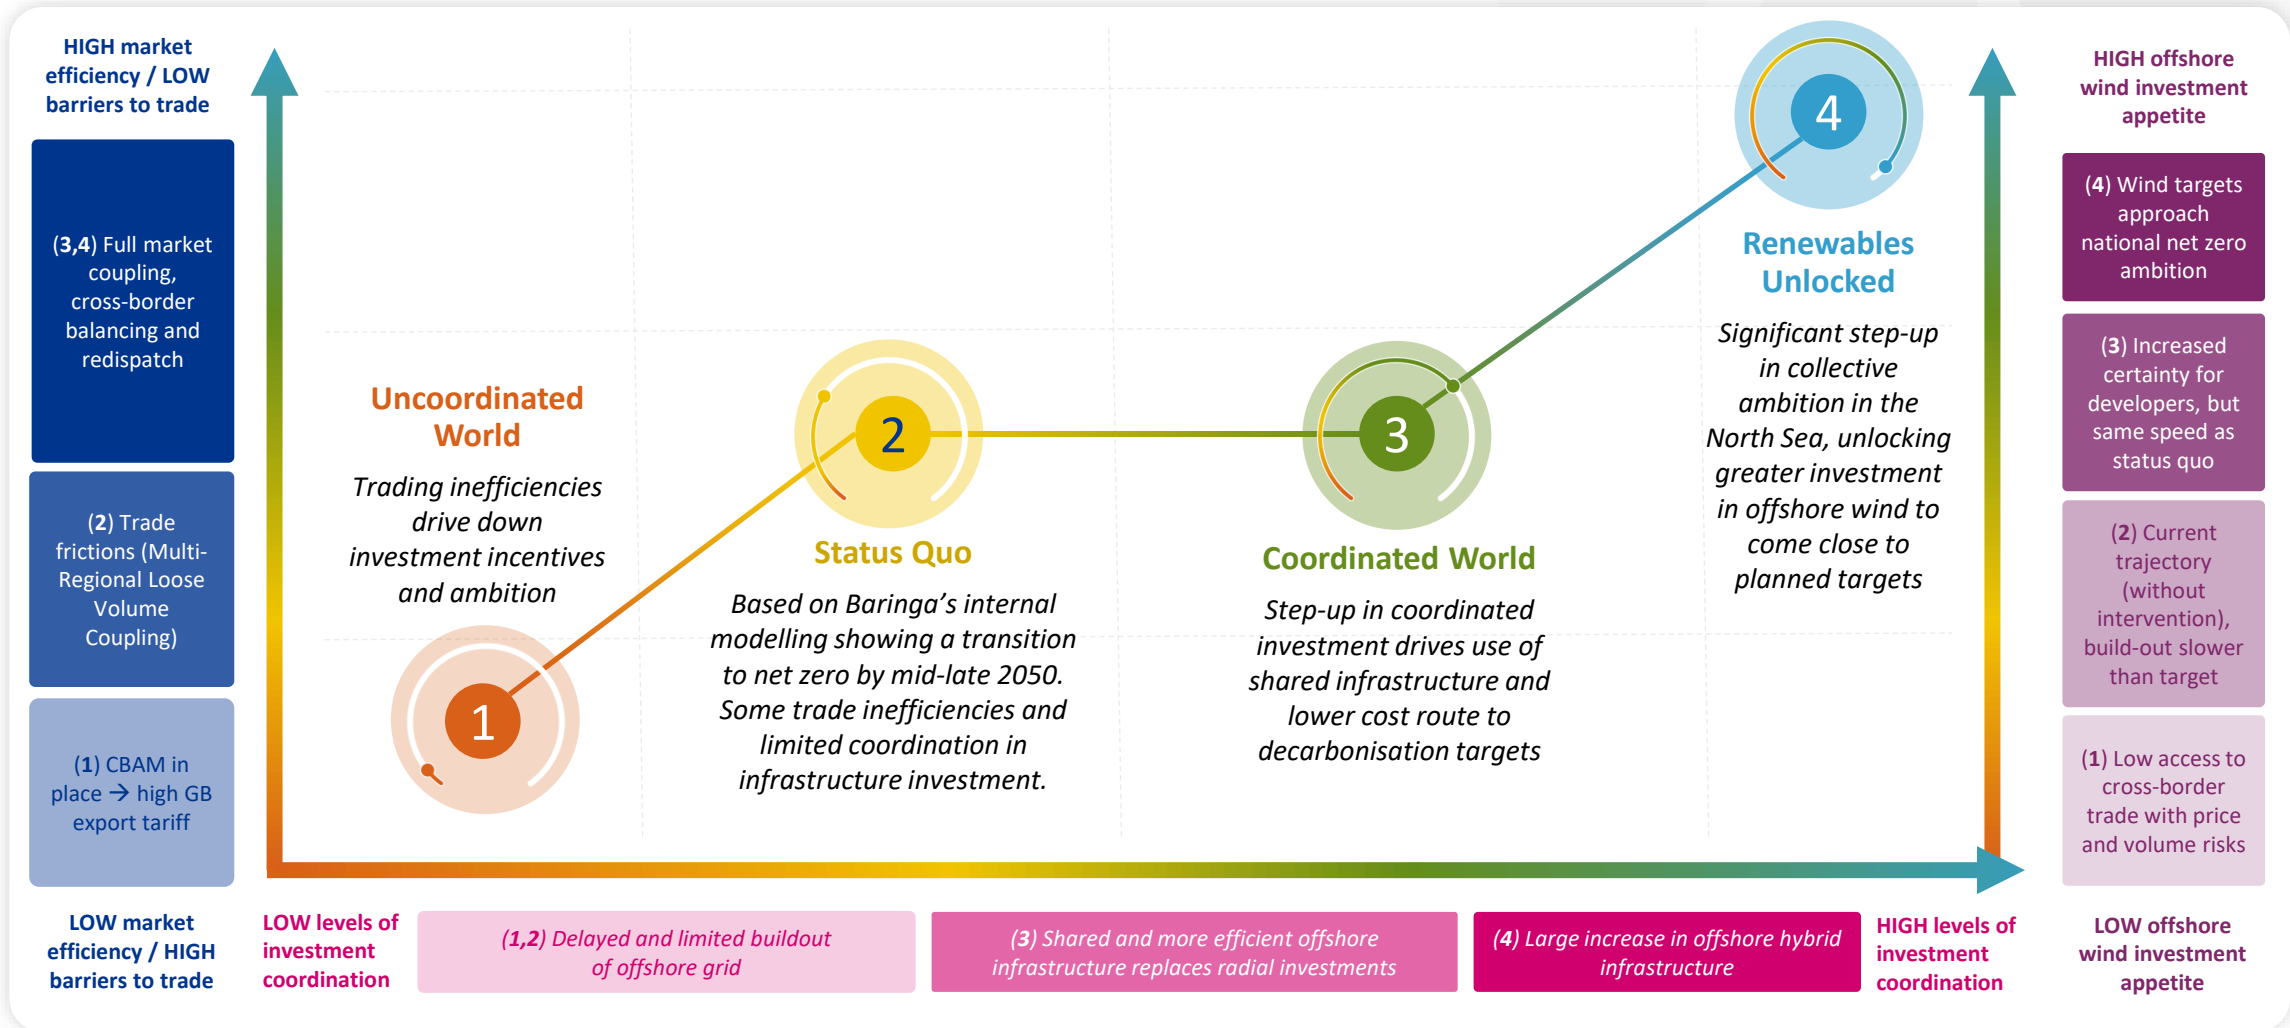 HIGH market
efficiency / LOW
barriers to trade
(3,4) Full market
coupling,
cross-border
balancing and
redispatch
(2) Trade
frictions (Multi-
Regional Loose
Volume
Coupling)
(1) CBAM in
place → high GB
export tariff
LOW market
efficiency / HIGH
barriers to trade
Uncoordinated
World
Trading inefficiencies
drive down
investment incentives
and ambition
1
2
Status Quo
Based on Baringa’s internal
modelling showing a transition
to net zero by mid-late 2050.
Some trade inefficiencies and
limited coordination in
infrastructure investment.
3
Coordinated World
Step-up in coordinated
investment drives use of
shared infrastructure and
lower cost route to
decarbonisation targets
4
Renewables
Unlocked
Significant step-up
in collective
ambition in the
North Sea, unlocking
greater investment
in offshore wind to
come close to
planned targets
HIGH offshore
wind investment
appetite
(4) Wind targets
approach
national net zero
ambition
(3) Increased
certainty for
developers, but
same speed as
status quo
(2) Current
trajectory
(without
intervention),
build-out slower
than target
(1) Low access to
cross-border
trade with price
and volume risks
LOW offshore
wind investment
appetite
LOW levels of
investment
coordination
(1,2) Delayed and limited buildout
of offshore grid
(3) Shared and more efficient offshore
infrastructure replaces radial investments
(4) Large increase in offshore hybrid
infrastructure
HIGH levels of
investment
coordination